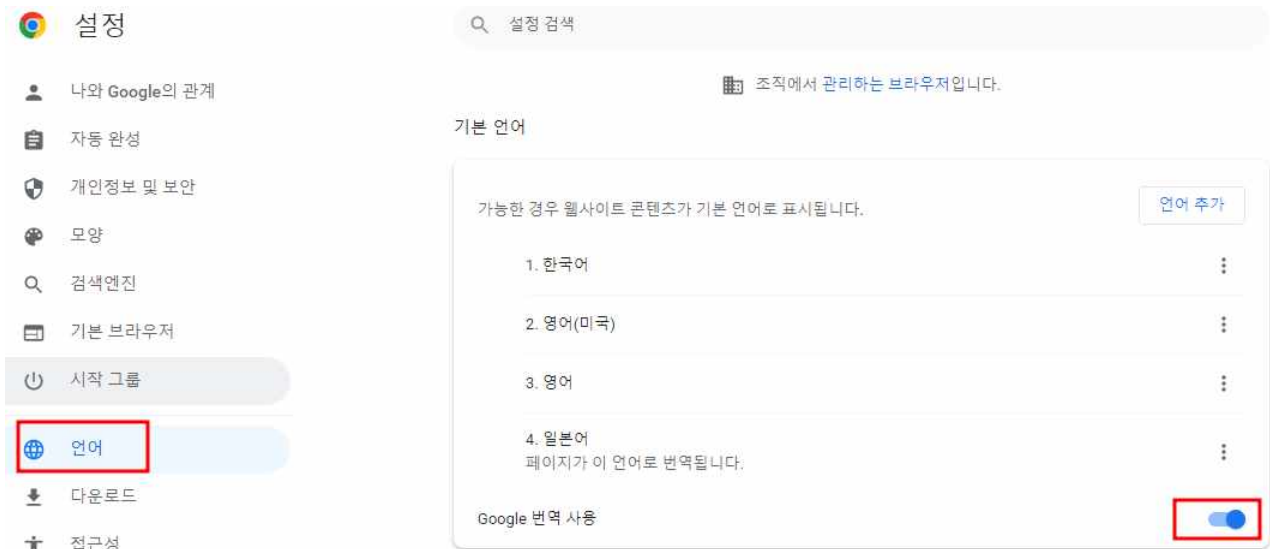 설정
설정 검색
나와 Google의 관계
자동 완성
개인정보 및 보안
모양
검색엔진
기본 브라우저
시작 그룹
언어
다운로드
접근성
조직에서 관리하는 브라우저입니다.
기본 언어
가능한 경우 웹사이트 콘텐츠가 기본 언어로 표시됩니다.
언어 추가
1. 한국어
2. 영어(미국)
3. 영어
4. 일본어
페이지가 이 언어로 번역됩니다.
Google 번역 사용